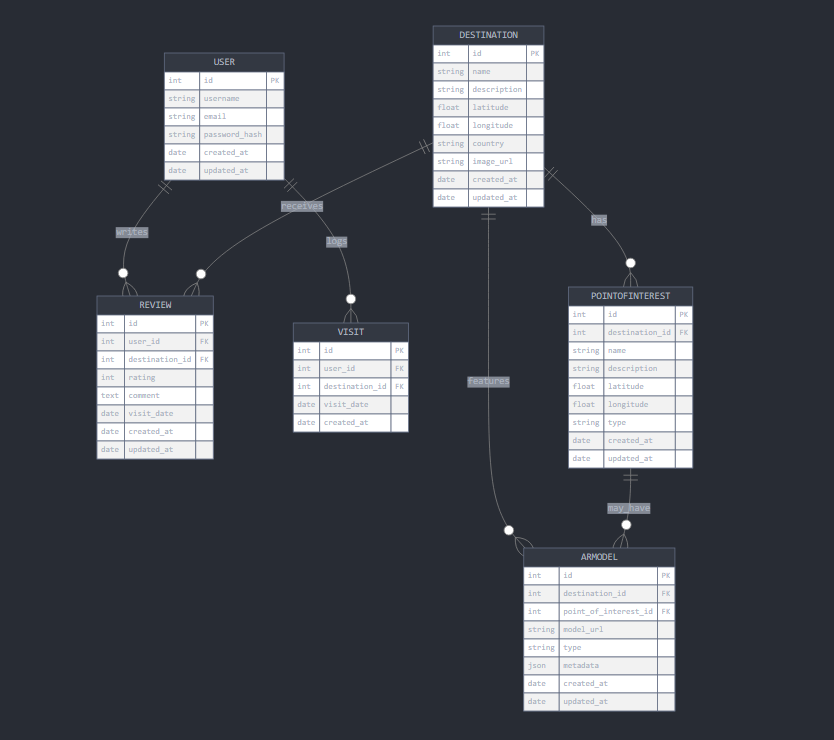 DESTINATION
int id PK
string name
string description
float latitude
float longitude
string country
string image_url
date created_at
date updated_at
USER
int id PK
string username
string email
string password_hash
date created_at
date updated_at
receives
has
writes
logs
REVIEW
int id PK
int user_id FK
int destination_id FK
int rating
text comment
date visit_date
date created_at
date updated_at
VISIT
int id PK
int user_id FK
int destination_id FK
date visit_date
date created_at
POINTOFINTEREST
int id PK
int destination_id FK
string name
string description
float latitude
float longitude
string type
date created_at
date updated_at
features
may_have
ARMODEL
int id PK
int destination_id FK
int point_of_interest_id FK
string model_url
string type
json metadata
date created_at
date updated_at